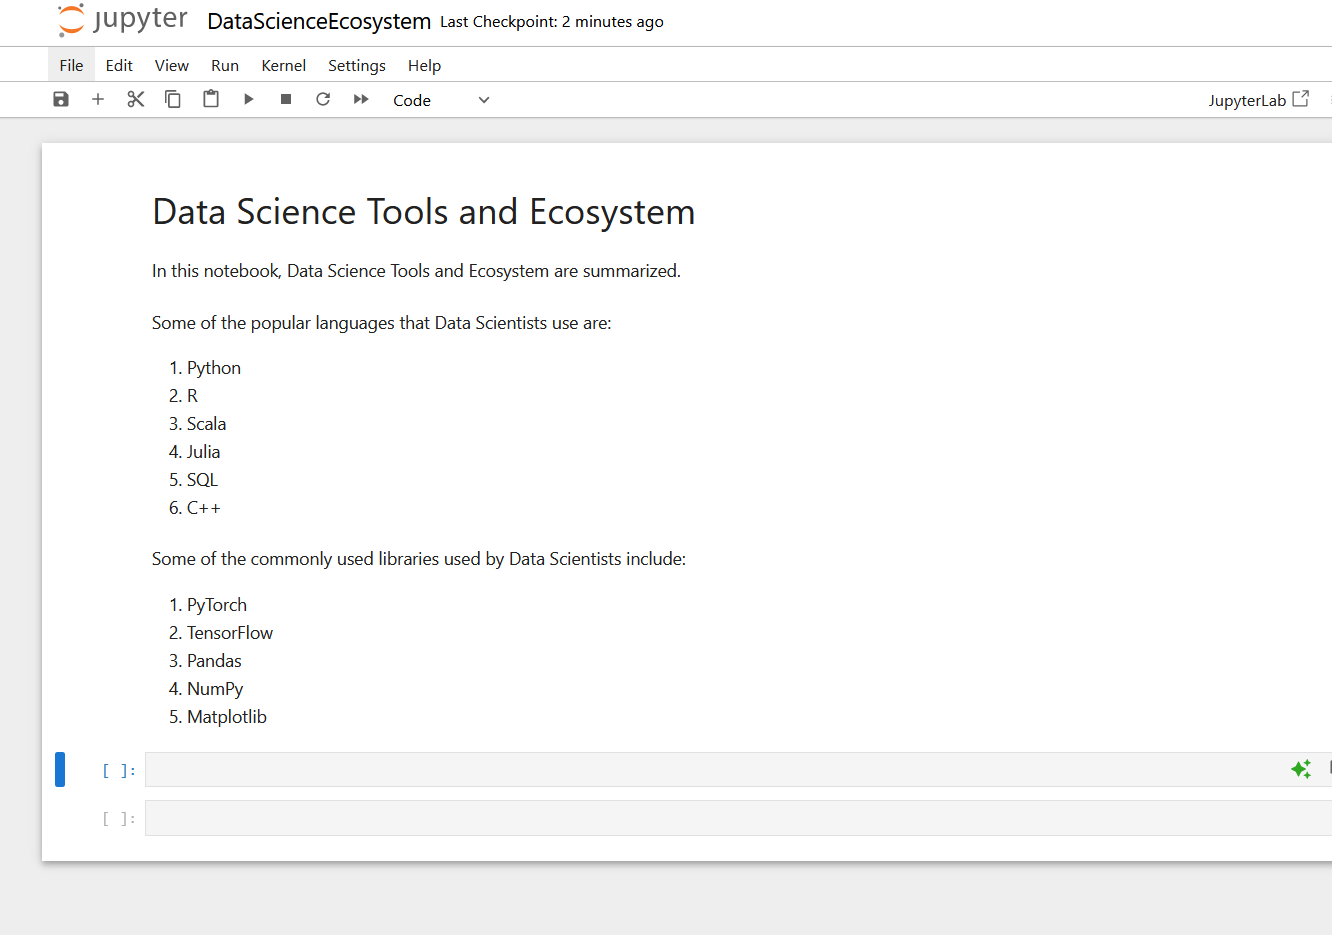 jupyter DataScienceEcosystem Last Checkpoint: 2 minutes ago
File Edit View Run Kernel Settings Help
Code JupyterLab
Data Science Tools and Ecosystem
In this notebook, Data Science Tools and Ecosystem are summarized.
Some of the popular languages that Data Scientists use are:
1. Python
2. R
3. Scala
4. Julia
5. SQL
6. C++
Some of the commonly used libraries used by Data Scientists include:
1. PyTorch
2. TensorFlow
3. Pandas
4. NumPy
5. Matplotlib
[ ]:
[ ]: